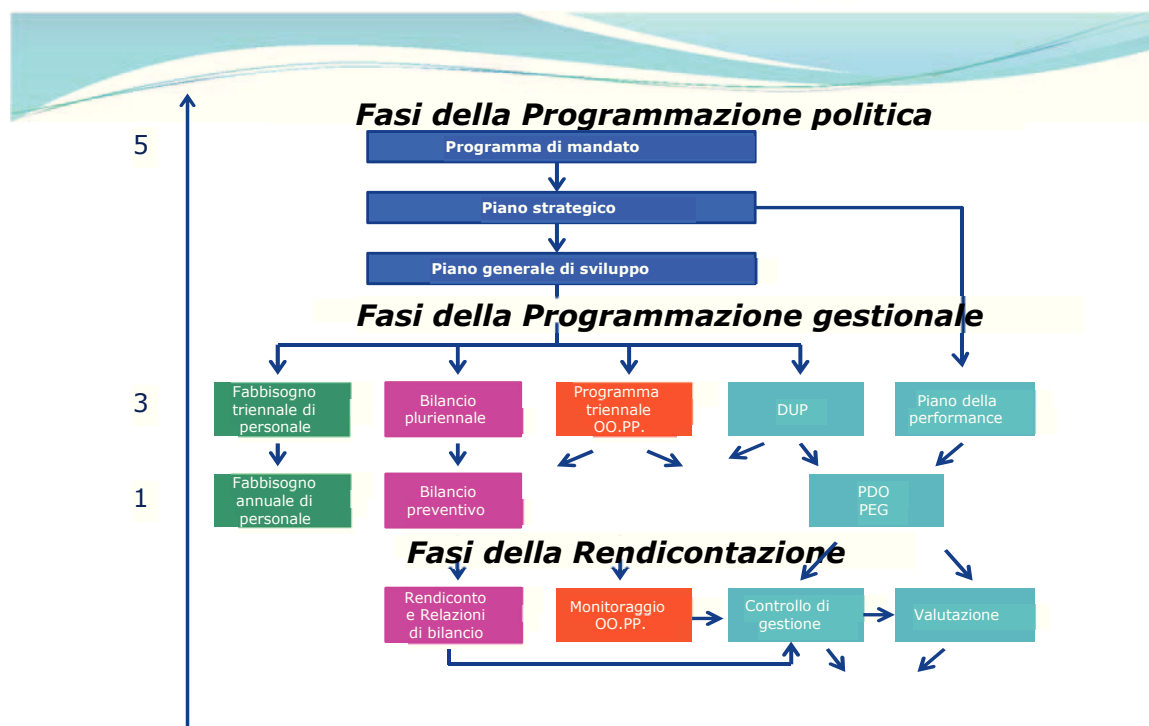 Fasi della Programmazione politica
5
Programma di mandato
Piano strategico
Piano generale di sviluppo
Fasi della Programmazione gestionale
3
Fabbisogno
triennale di
personale
Bilancio
pluriennale
Programma
triennale
OO.PP.
DUP
Piano della
performance
1
Fabbisogno
annuale di
personale
Bilancio
preventivo
PDO
PEG
Fasi della Rendicontazione
Rendiconto
e Relazioni
di bilancio
Monitoraggio
OO.PP.
Controllo di
gestione
Valutazione